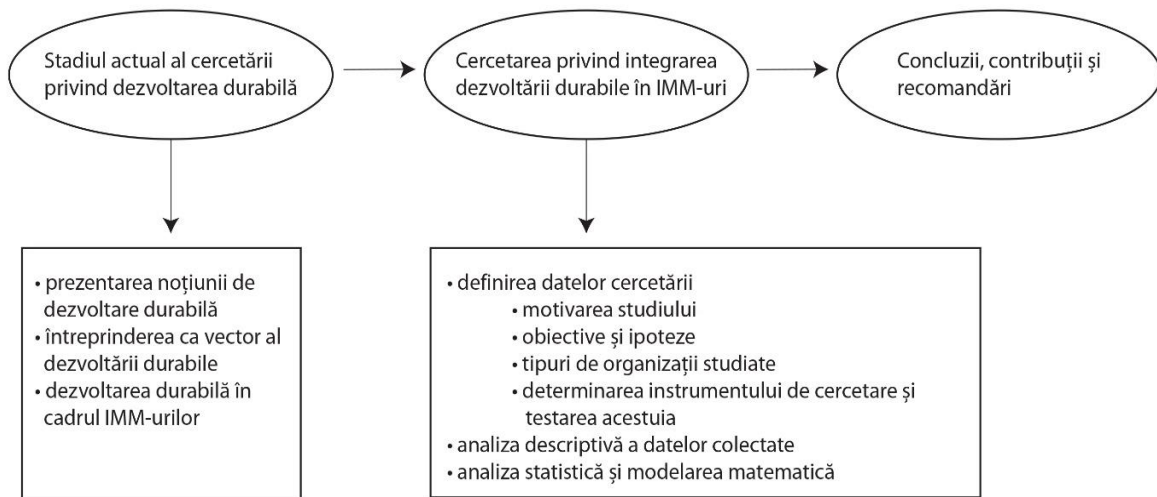 Stadiul actual al cercetării
privind dezvoltarea durabilă
Cercetarea privind integrarea
dezvoltării durabile în IMM-uri
Concluzii, contribuții și
recomandări
• prezentarea noțiunii de
dezvoltare durabilă
• întreprinderea ca vector al
dezvoltării durabile
• dezvoltarea durabilă în
cadrul IMM-urilor
• definirea datelor cercetării
• motivarea studiului
• obiective și ipoteze
• tipuri de organizații studiate
• determinarea instrumentului de cercetare și
testarea acestuia
• analiza descriptivă a datelor colectate
• analiza statistică și modelarea matematică